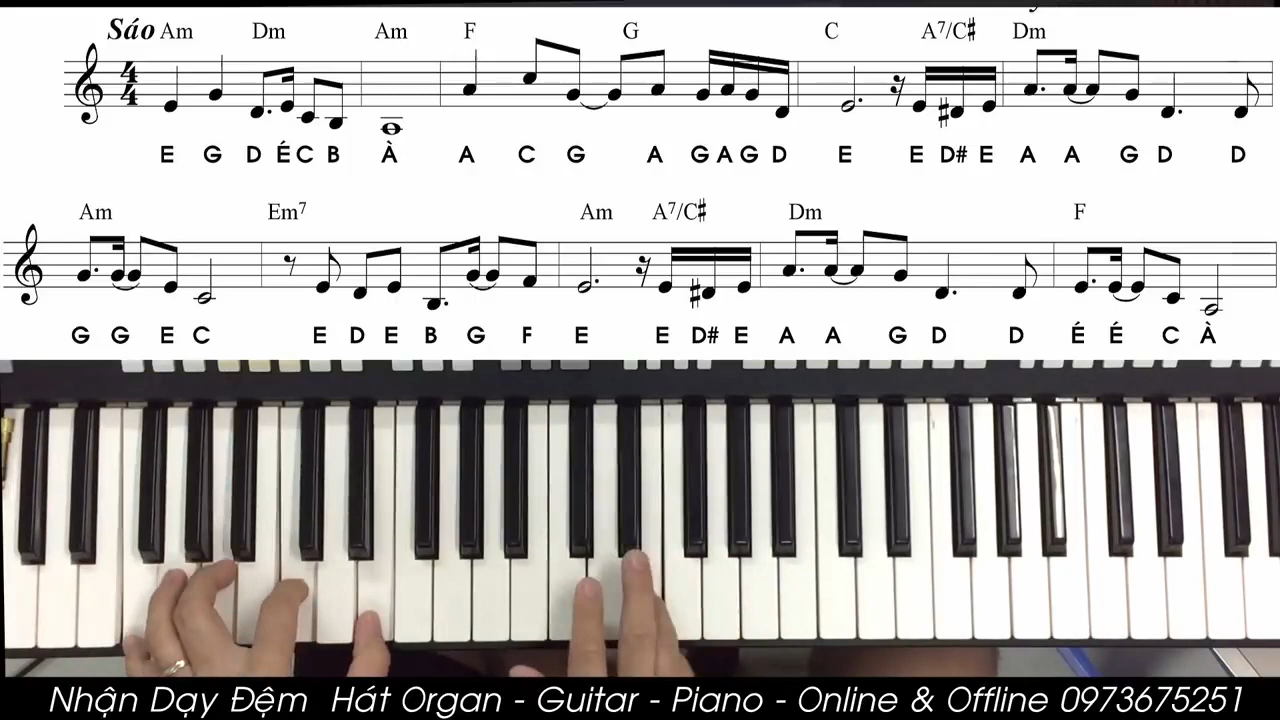 Sáo Am Dm Am F G C A7/C# Dm
E G D É C B À A C G A G A G D E E D# E A A G D D
Am Em7 Am A7/C# Dm F
G G E C E D E B G F E E D# E A A G D D É É C À
Nhận Dạy Đệm Hát Organ - Guitar - Piano - Online & Offline 0973675251